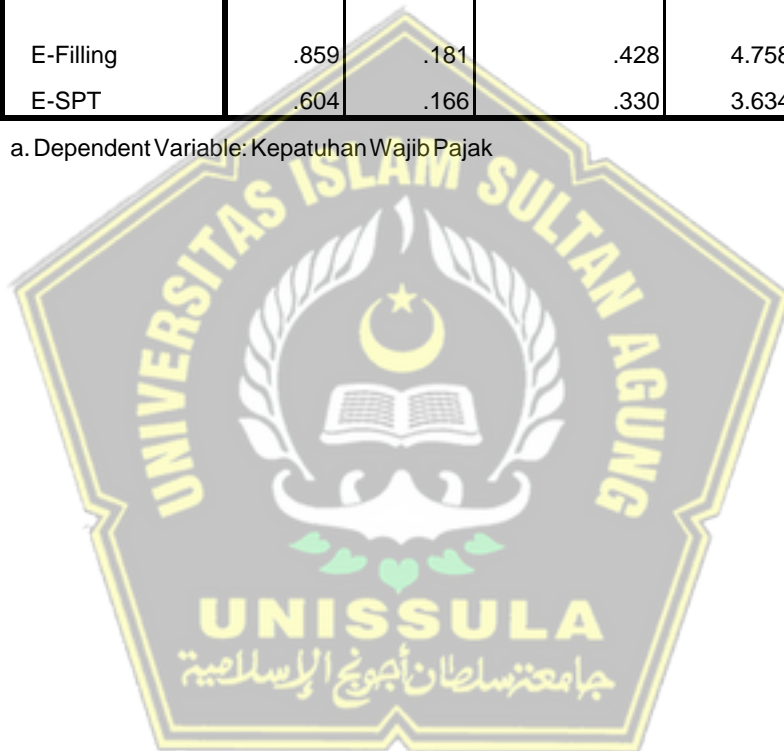 E-Filling .859 .181 .428 4.758
E-SPT .604 .166 .330 3.634
a. Dependent Variable: Kepatuhan Wajib Pajak
UNIVERSITAS ISLAM SULTAN AGUNG
UNISSULA
جامعة سلطان أجونج الإسلامية